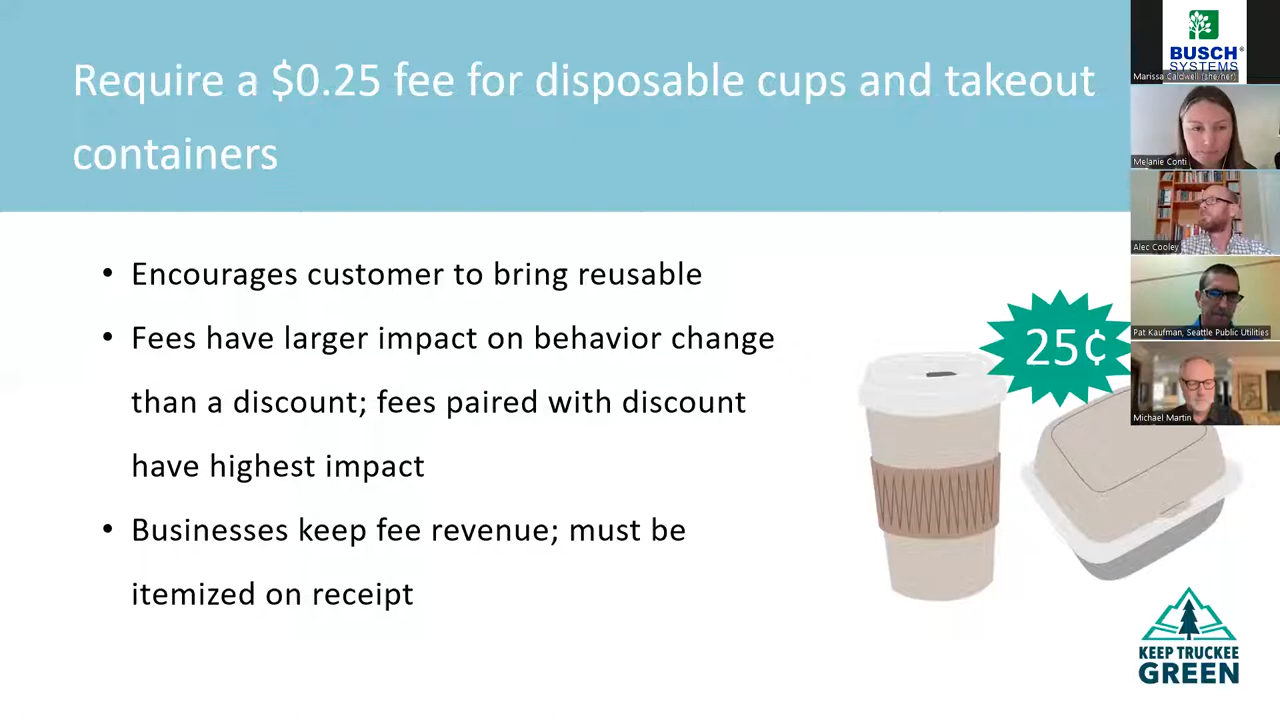 Require a $0.25 fee for disposable cups and takeout
containers
• Encourages customer to bring reusable
• Fees have larger impact on behavior change
than a discount; fees paired with discount
have highest impact
• Businesses keep fee revenue; must be
itemized on receipt
25¢
KEEP TRUCKEE
GREEN
BUSCH®
SYSTEMS
Marissa Caldwell (she/her)
Melanie Conti
Alec Cooley
Pat Kaufman, Seattle Public Utilities
Michael Martin